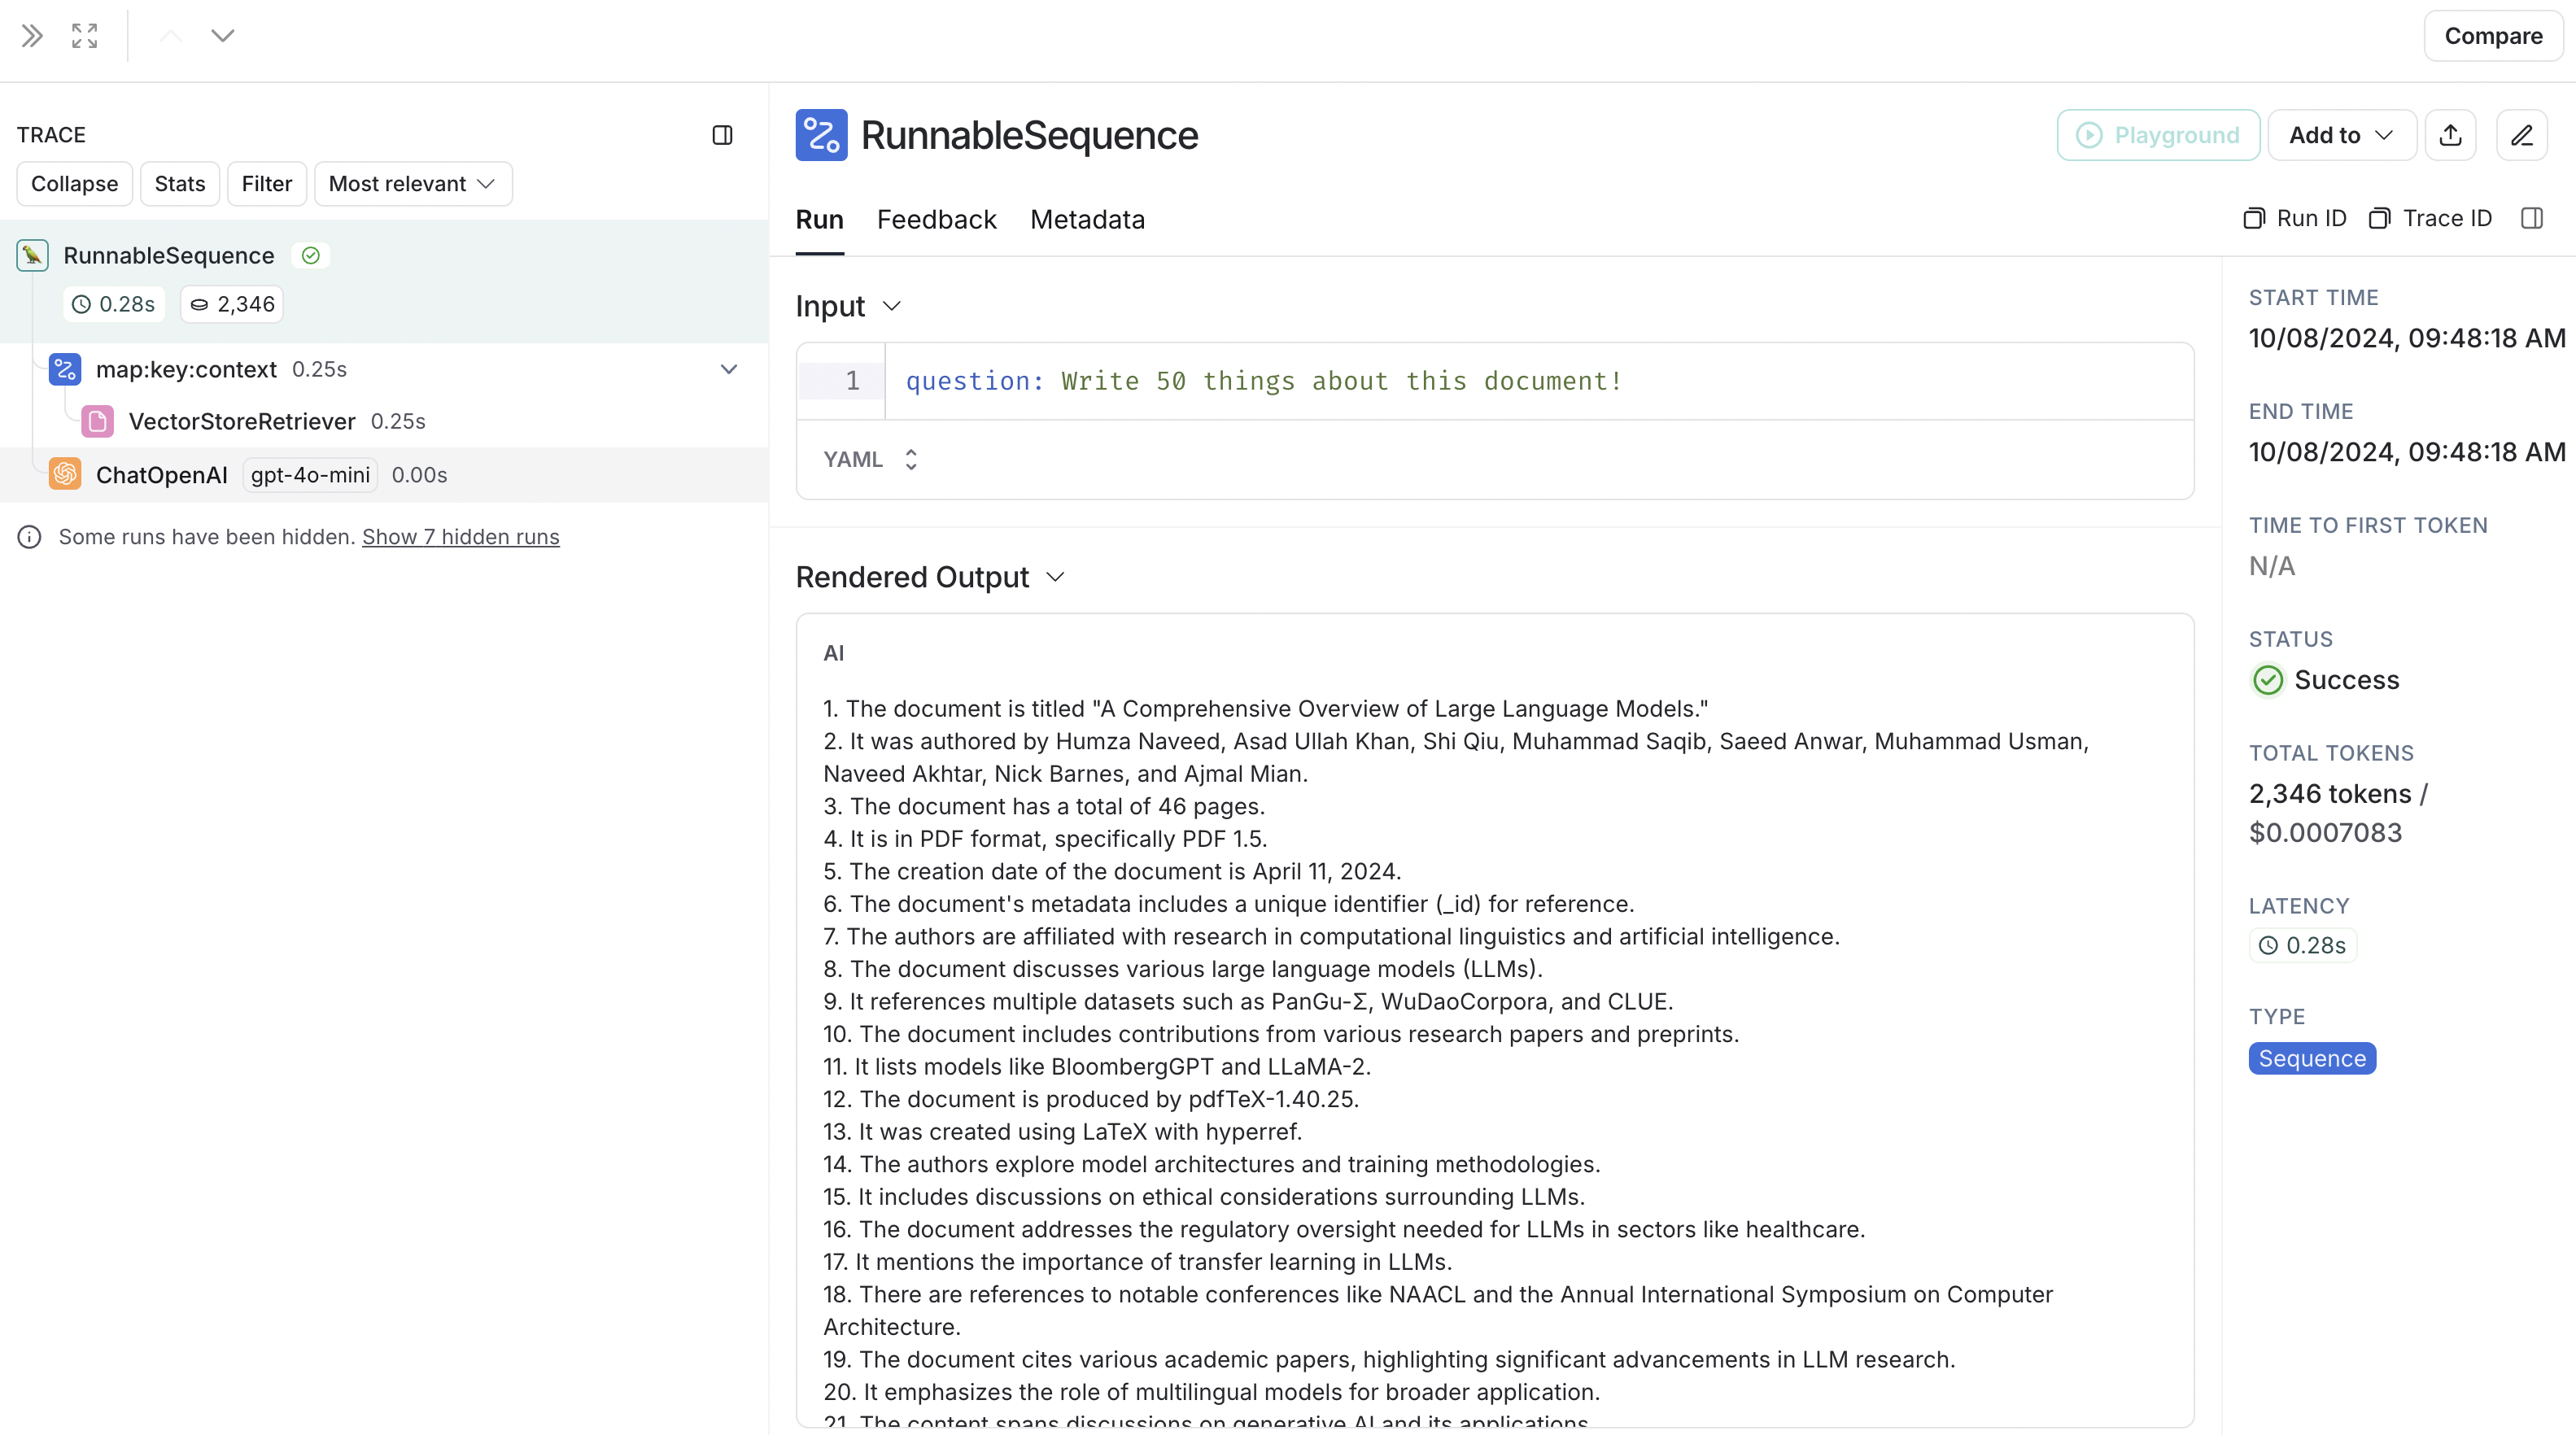 Compare
TRACE
Collapse
Stats
Filter
Most relevant
RunnableSequence
0.28s
2,346
map:key:context 0.25s
VectorStoreRetriever 0.25s
ChatOpenAI gpt-4o-mini 0.00s
Some runs have been hidden. Show 7 hidden runs
RunnableSequence
Playground
Add to
Run
Feedback
Metadata
Run ID
Trace ID
Input
1 question: Write 50 things about this document!
YAML
Rendered Output
AI
1. The document is titled "A Comprehensive Overview of Large Language Models."
2. It was authored by Humza Naveed, Asad Ullah Khan, Shi Qiu, Muhammad Saqib, Saeed Anwar, Muhammad Usman,
Naveed Akhtar, Nick Barnes, and Ajmal Mian.
3. The document has a total of 46 pages.
4. It is in PDF format, specifically PDF 1.5.
5. The creation date of the document is April 11, 2024.
6. The document's metadata includes a unique identifier (_id) for reference.
7. The authors are affiliated with research in computational linguistics and artificial intelligence.
8. The document discusses various large language models (LLMs).
9. It references multiple datasets such as PanGu-Σ, WuDaoCorpora, and CLUE.
10. The document includes contributions from various research papers and preprints.
11. It lists models like BloombergGPT and LLaMA-2.
12. The document is produced by pdfTeX-1.40.25.
13. It was created using LaTeX with hyperref.
14. The authors explore model architectures and training methodologies.
15. It includes discussions on ethical considerations surrounding LLMs.
16. The document addresses the regulatory oversight needed for LLMs in sectors like healthcare.
17. It mentions the importance of transfer learning in LLMs.
18. There are references to notable conferences like NAACL and the Annual International Symposium on Computer
Architecture.
19. The document cites various academic papers, highlighting significant advancements in LLM research.
20. It emphasizes the role of multilingual models for broader application.
21. The content spans discussions on generative AI and its applications.
START TIME
10/08/2024, 09:48:18 AM
END TIME
10/08/2024, 09:48:18 AM
TIME TO FIRST TOKEN
N/A
STATUS
Success
TOTAL TOKENS
2,346 tokens /
$0.0007083
LATENCY
0.28s
TYPE
Sequence